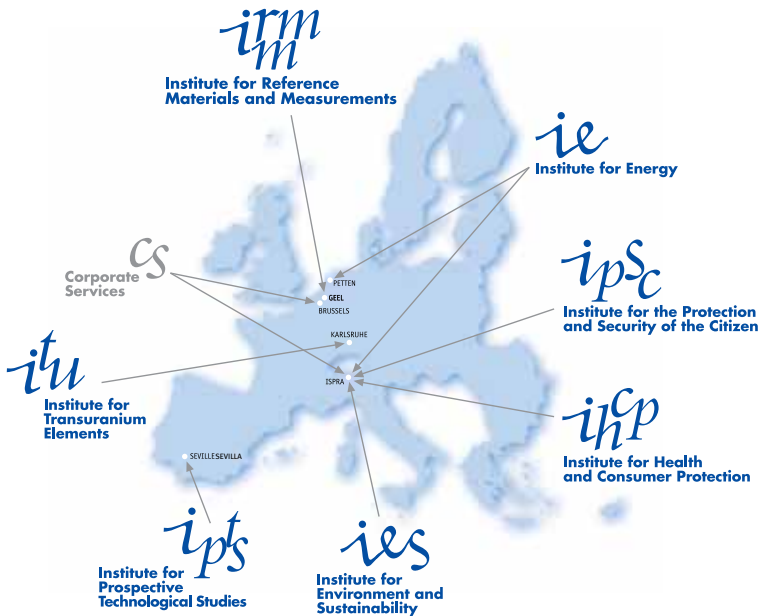 irmm
Institute for Reference
Materials and Measurements
ie
Institute for Energy
cs
Corporate
Services
ipsc
Institute for the Protection
and Security of the Citizen
PETTEN
GEEL
BRUSSELS
KARLSRUHE
ISPRA
itu
Institute for
Transuranium
Elements
ihcp
Institute for Health
and Consumer Protection
SEVILLESEVILLA
ipts
Institute for
Prospective
Technological Studies
ies
Institute for
Environment and
Sustainability